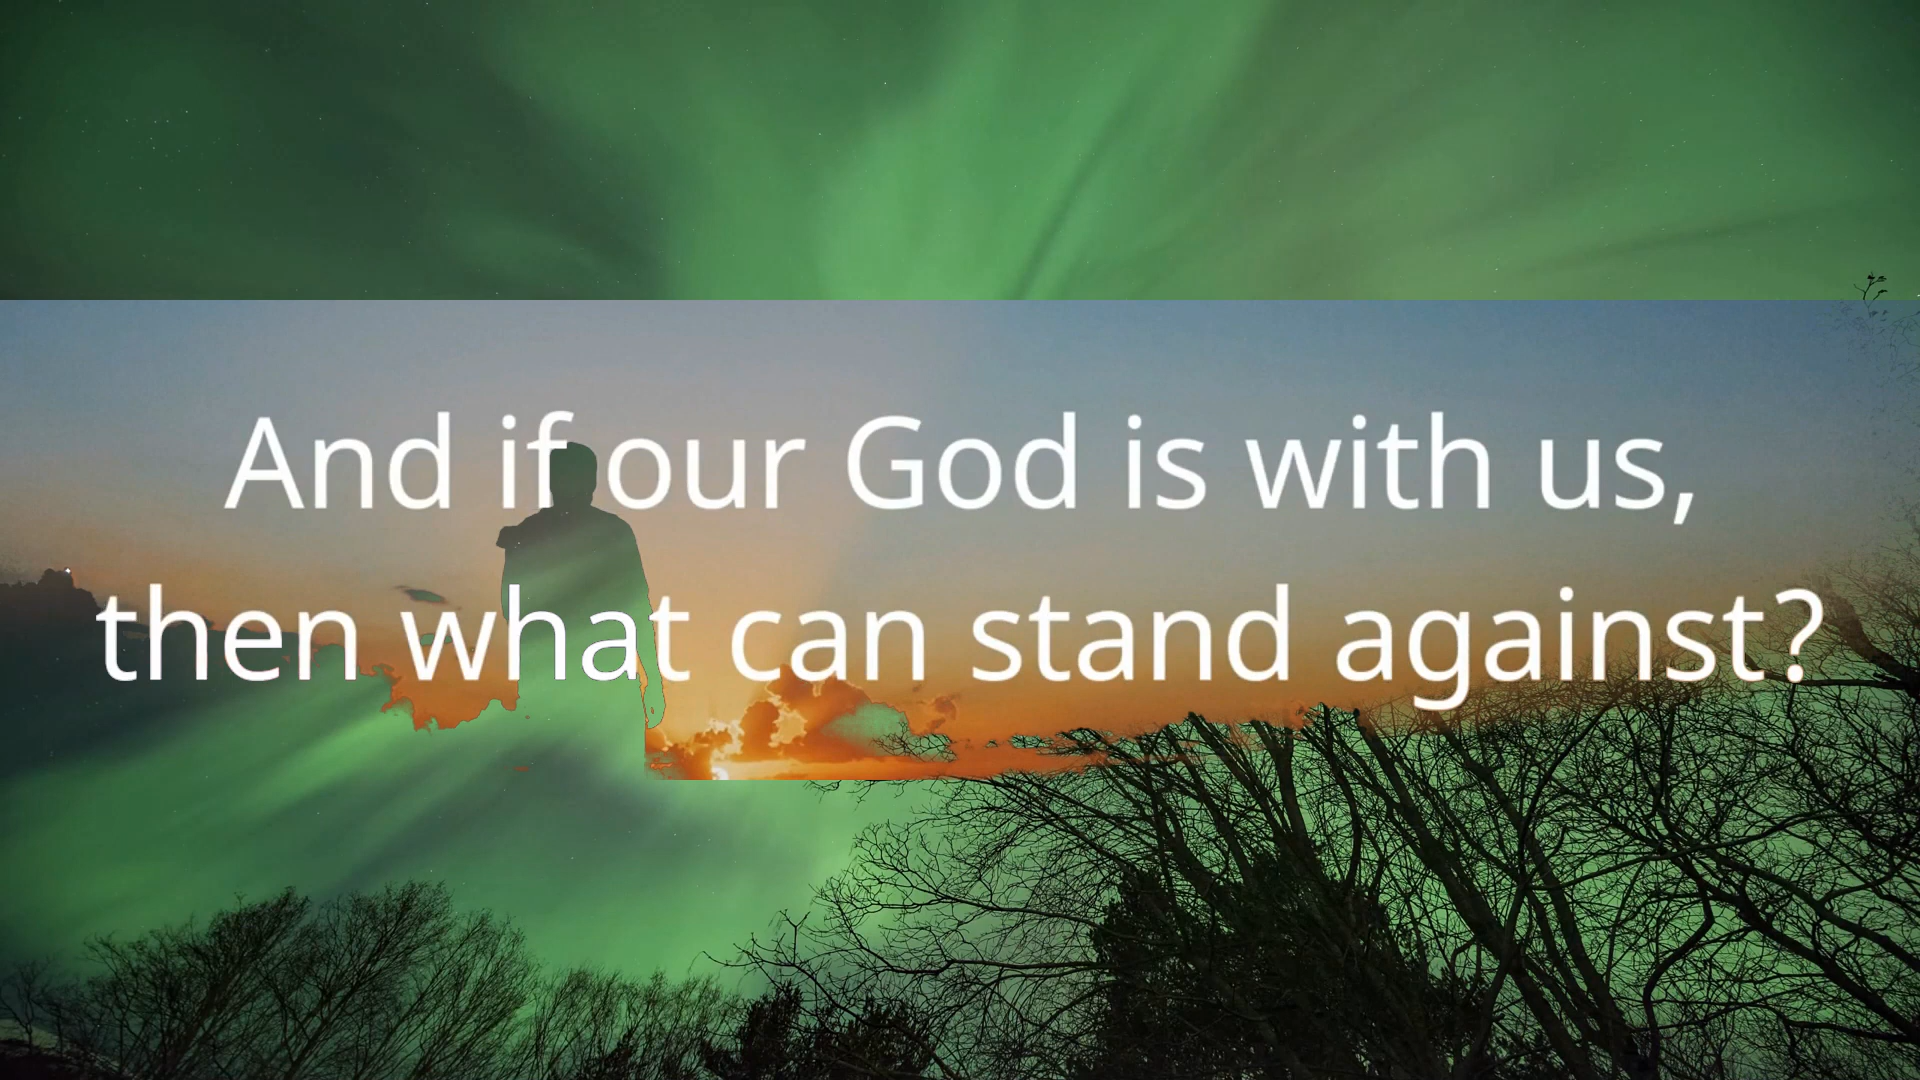 And if our God is with us,
then what can stand against?